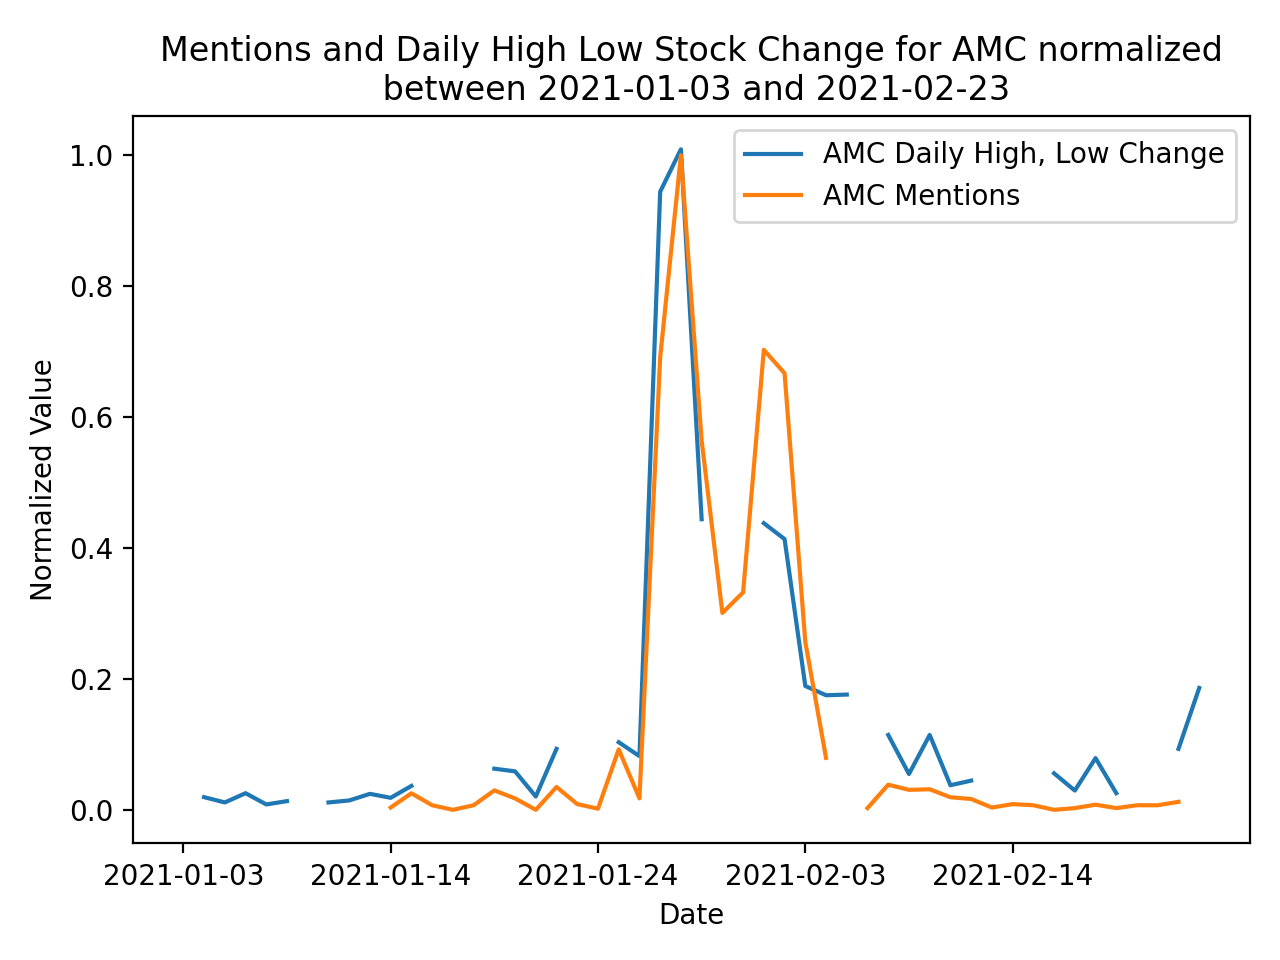 Mentions and Daily High Low Stock Change for AMC normalized
between 2021-01-03 and 2021-02-23
AMC Daily High, Low Change
AMC Mentions
1.0
0.8
0.6
0.4
0.2
0.0
Normalized Value
2021-01-03
2021-01-14
2021-01-24
2021-02-03
2021-02-14
Date